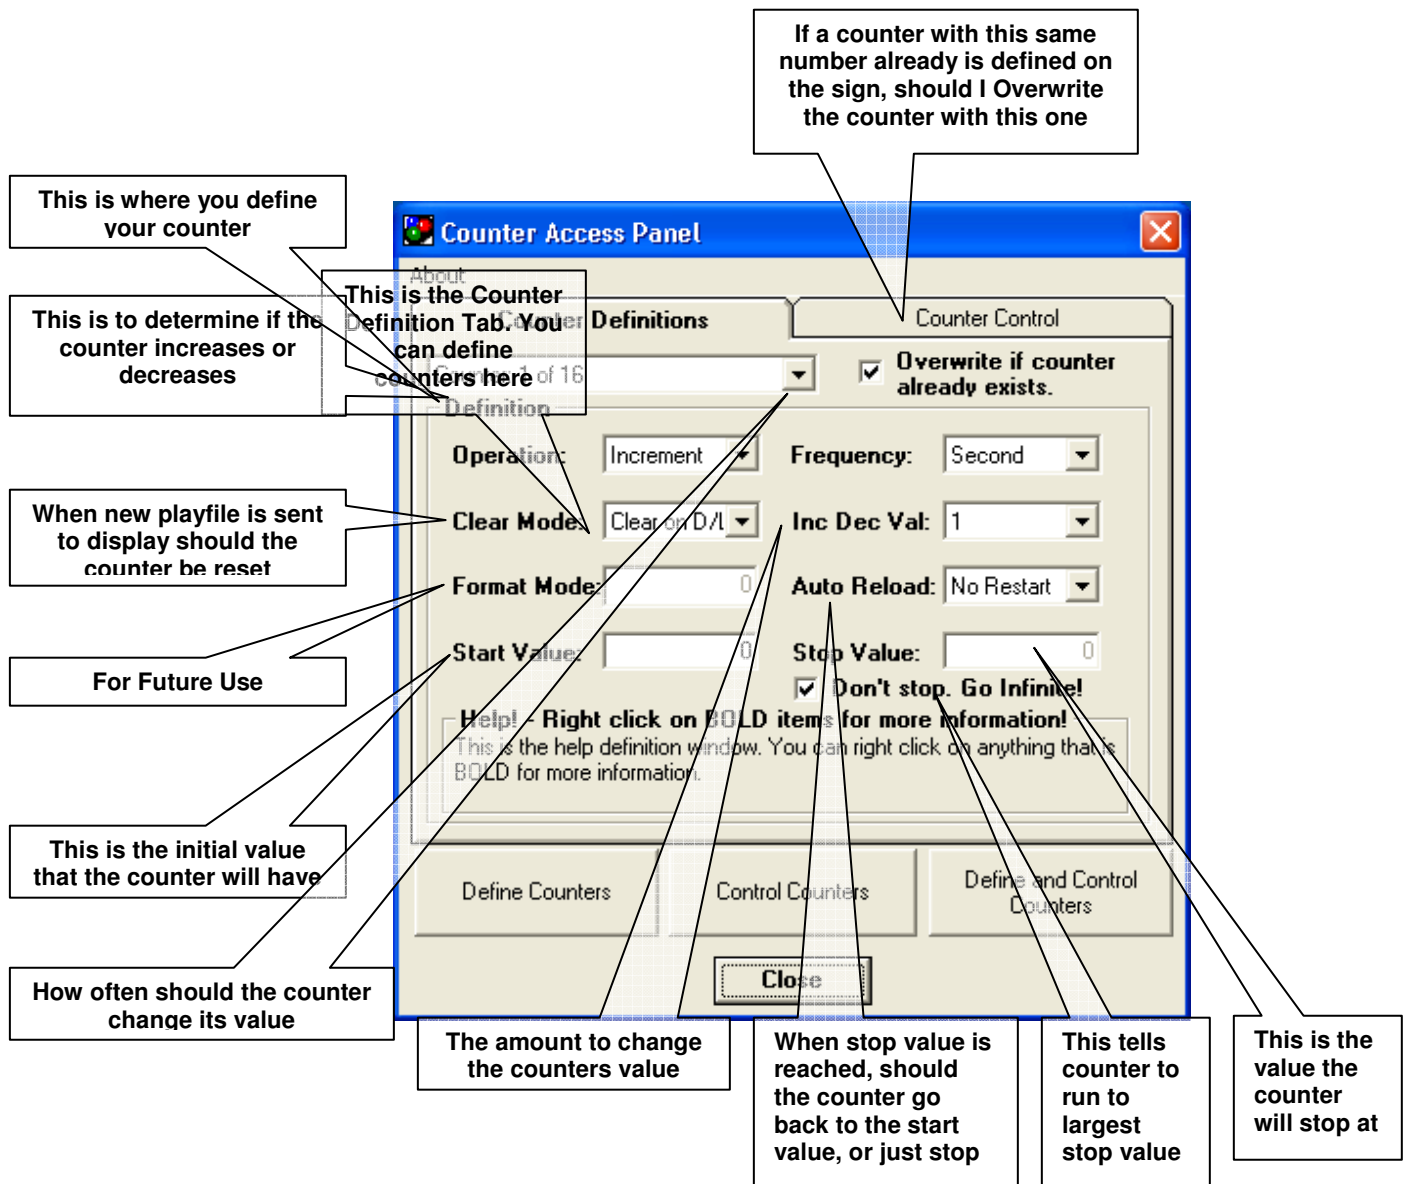 If a counter with this same
number already is defined on
the sign, should I Overwrite
the counter with this one
This is where you define
your counter
Counter Access Panel
About
This is the Counter
Definition Tab. You
can define
counters here
Counter Definitions
Counter Control
This is to determine if the
counter increases or
decreases
Counter 1 of 16
Overwrite if counter
already exists.
Definition
Operation: Increment Frequency: Second
When new playfile is sent
to display should the
counter be reset
Clear Mode: Clear on D/L Inc Dec Val: 1
Format Mode: 0 Auto Reload: No Restart
For Future Use
Start Value: 0 Stop Value: 0
Don't stop. Go Infinite!
Help! - Right click on BOLD items for more information!
This is the help definition window. You can right click on anything that is
BOLD for more information.
This is the initial value
that the counter will have
Define Counters
Control Counters
Define and Control
Counters
How often should the counter
change its value
Close
The amount to change
the counters value
When stop value is
reached, should
the counter go
back to the start
value, or just stop
This tells
counter to
run to
largest
stop value
This is the
value the
counter
will stop at